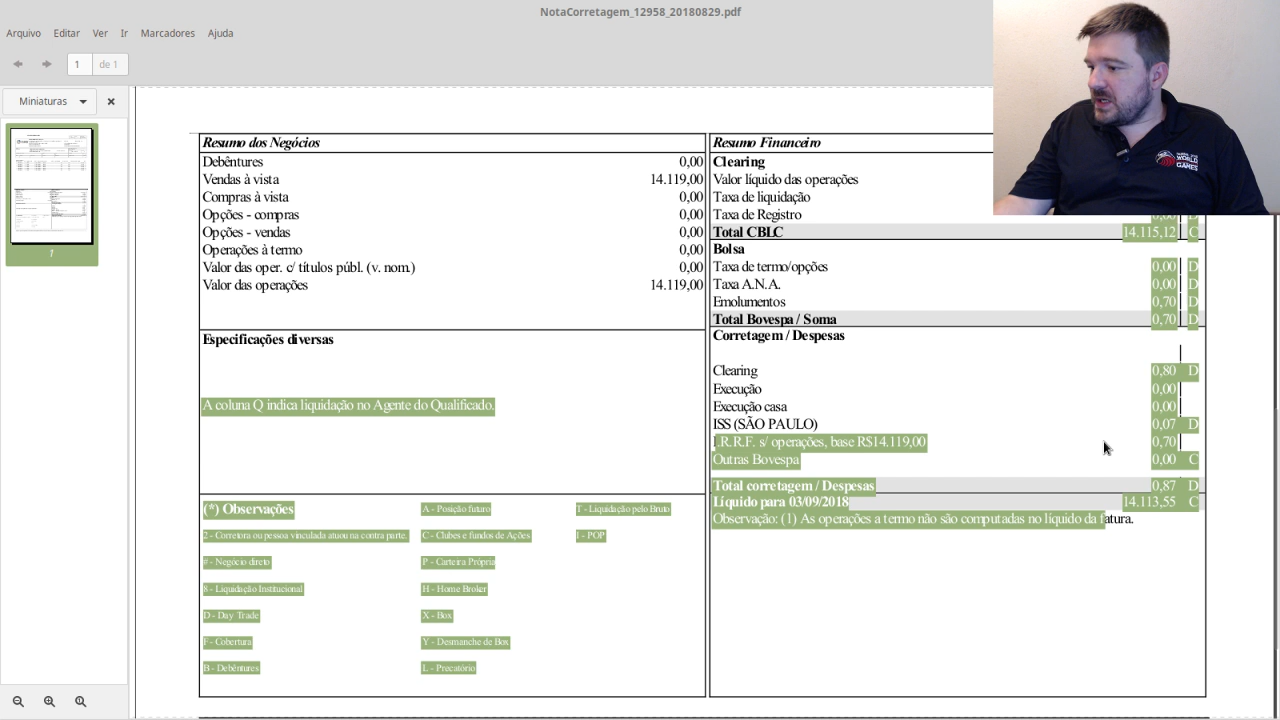 NotaCorretagem_12958_20180829.pdf
Arquivo Editar Ver Ir Marcadores Ajuda
1 de 1
Miniaturas
1
Resumo dos Negócios
Debêntures 0,00
Vendas à vista 14.119,00
Compras à vista 0,00
Opções - compras 0,00
Opções - vendas 0,00
Operações à termo 0,00
Valor das oper. c/ títulos públ. (v. nom.) 0,00
Valor das operações 14.119,00
Especificações diversas
A coluna Q indica liquidação no Agente do Qualificado.
(*) Observações A - Posição futuro T - Liquidação pelo Bruto
2 - Corretora ou pessoa vinculada atuou na contra parte. C - Clubes e fundos de Ações I - POP
# - Negócio direto P - Carteira Própria
8 - Liquidação Institucional H - Home Broker
D - Day Trade X - Box
F - Cobertura Y - Desmanche de Box
B - Debêntures L - Precatório
Resumo Financeiro
Clearing
Valor líquido das operações
Taxa de liquidação
Taxa de Registro
Total CBLC 14.115,12 C
Bolsa
Taxa de termo/opções 0,00 D
Taxa A.N.A. 0,00 D
Emolumentos 0,70 D
Total Bovespa / Soma 0,70 D
Corretagem / Despesas
Clearing 0,80 D
Execução 0,00
Execução casa 0,00
ISS (SÃO PAULO) 0,07 D
I.R.R.F. s/ operações, base R$14.119,00 0,70
Outras Bovespa 0,00 C
Total corretagem / Despesas 0,87 D
Líquido para 03/09/2018 14.113,55 C
Observação: (1) As operações a termo não são computadas no líquido da fatura.
WORLD
GAMES